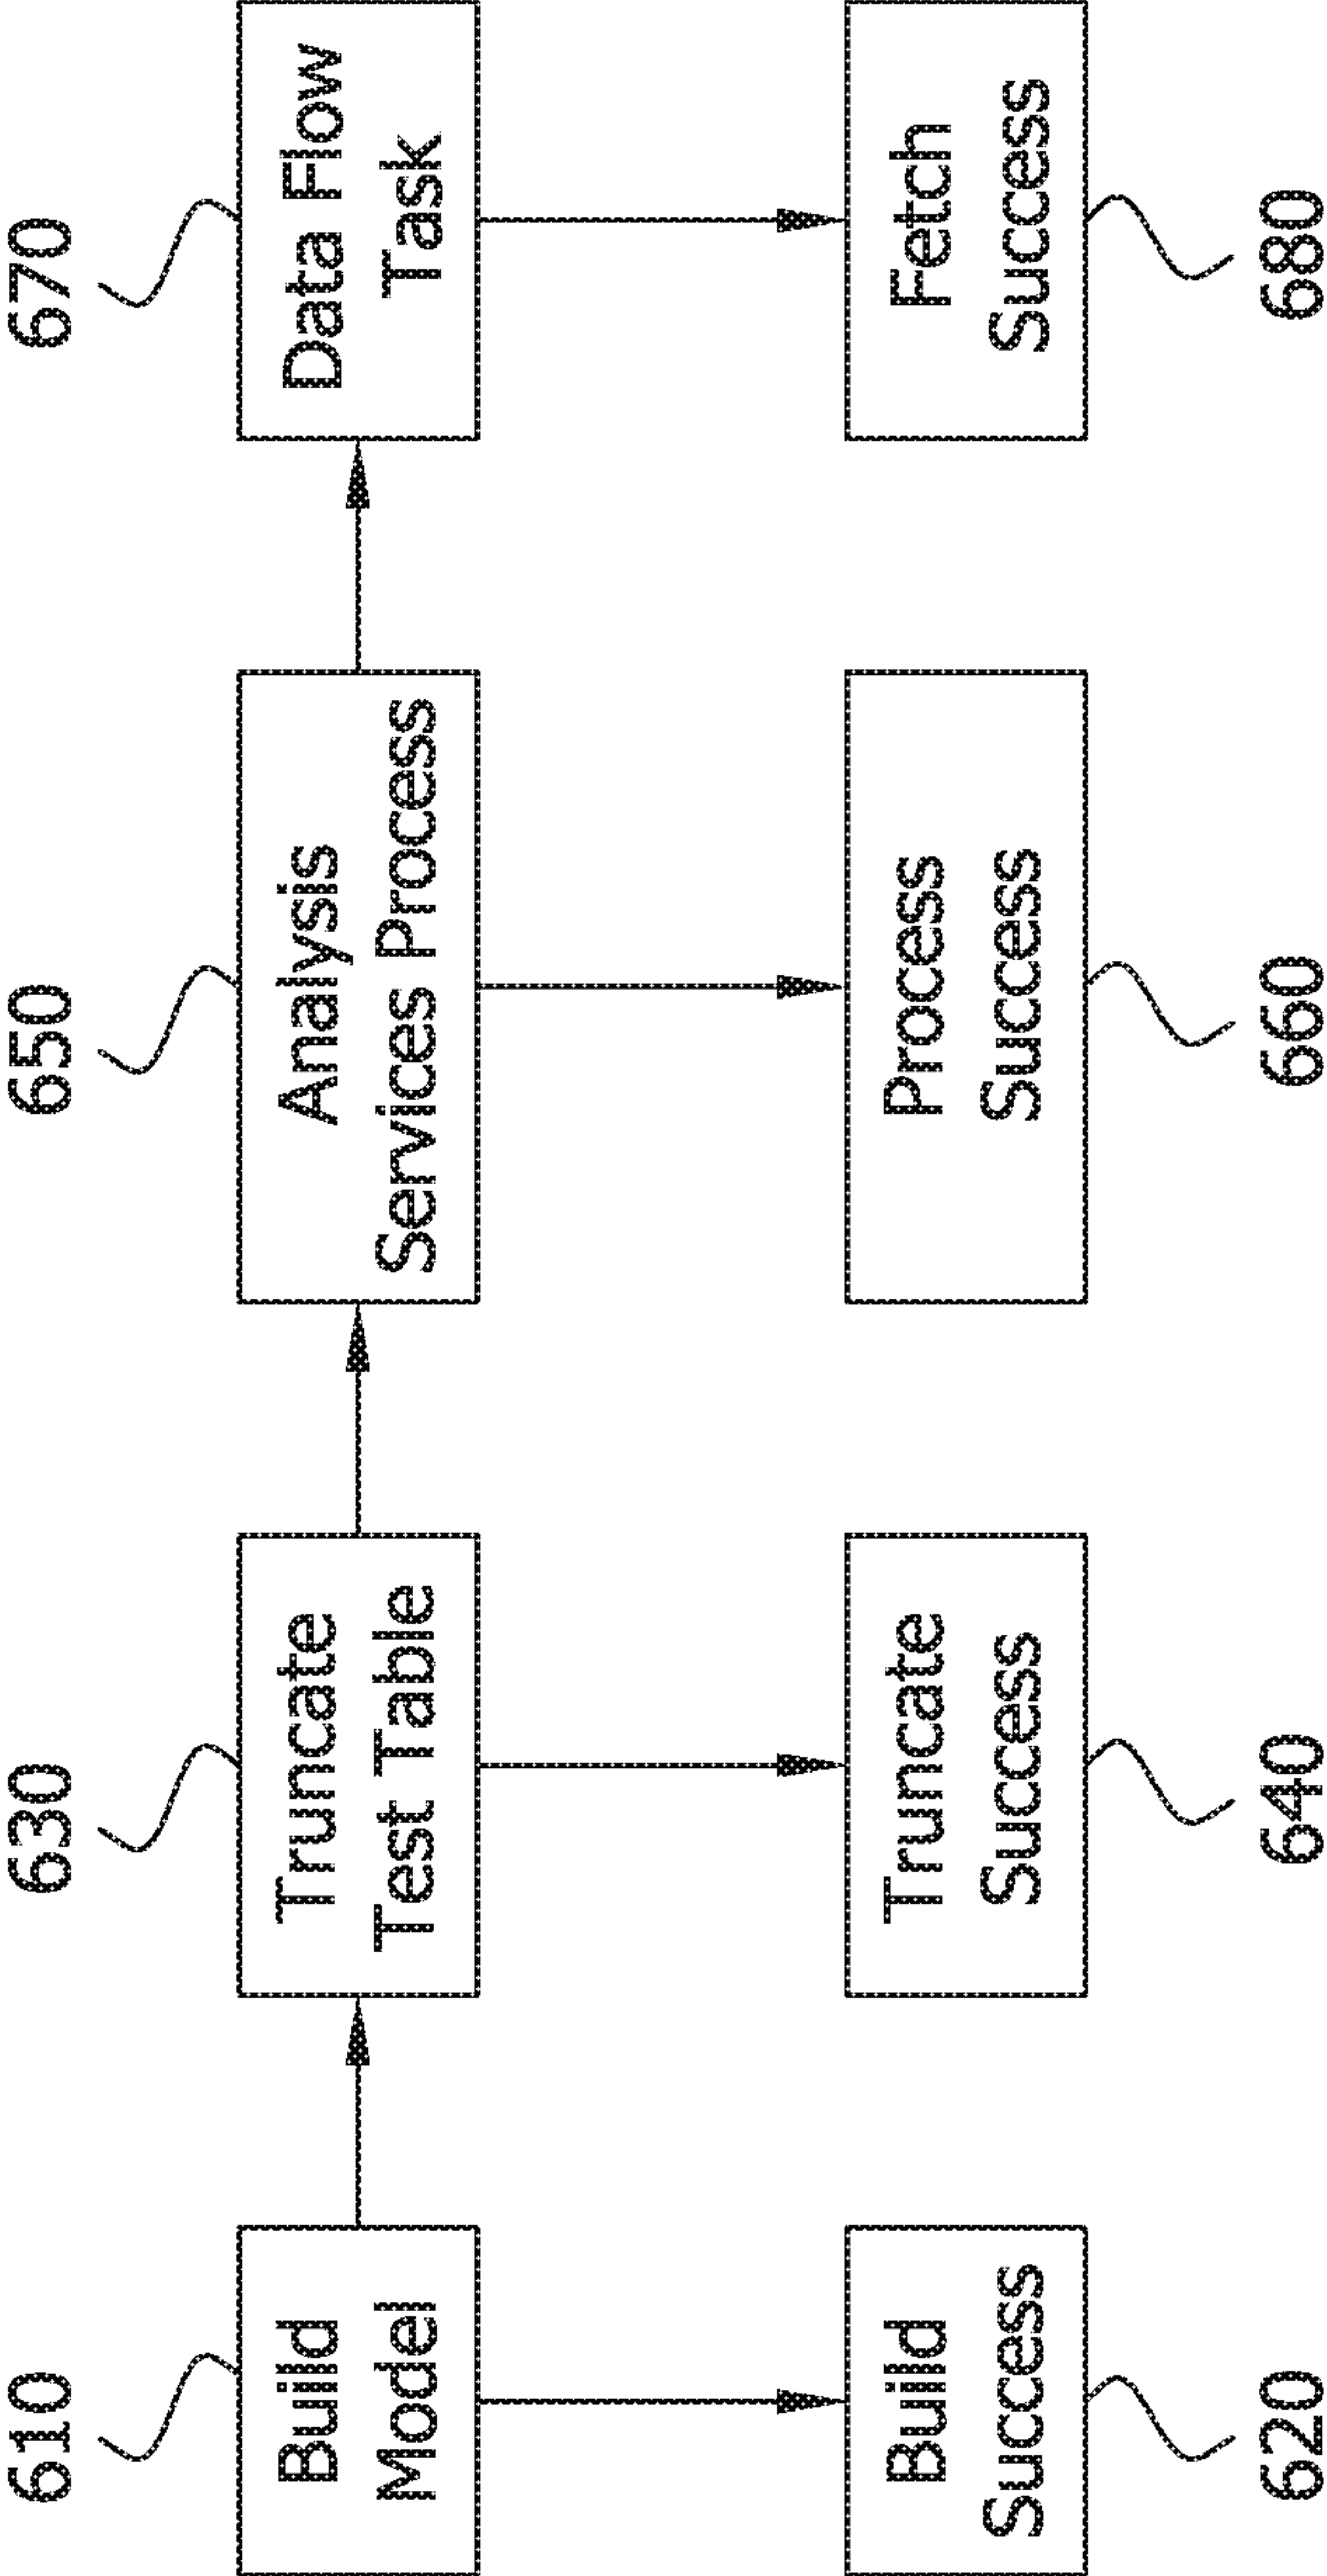 610
630
650
670
Build
Model
Truncate
Test Table
Analysis
Services Process
Data Flow
Task
Build
Success
Truncate
Success
Process
Success
Fetch
Success
620
640
660
680